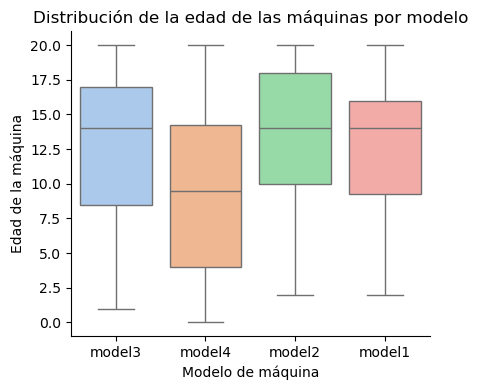 Distribución de la edad de las máquinas por modelo
Edad de la máquina
20.0
17.5
15.0
12.5
10.0
7.5
5.0
2.5
0.0
model3 model4 model2 model1
Modelo de máquina